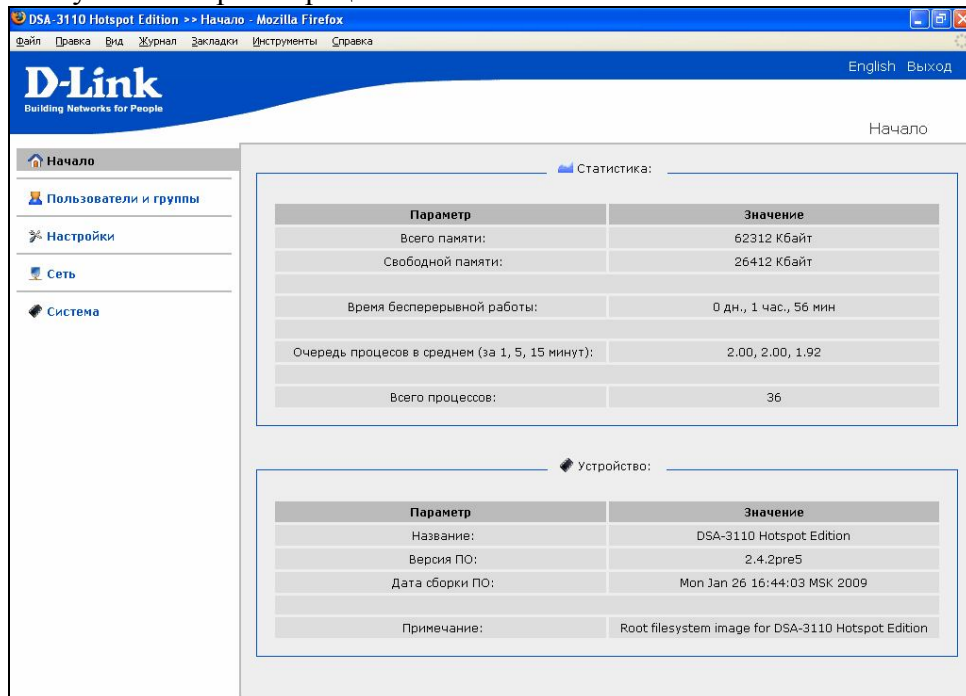 DSA-3110 Hotspot Edition >> Начало - Mozilla Firefox
Файл Правка Вид Журнал Закладки Инструменты Справка
English Выход
D-Link
Building Networks for People
Начало
Начало
Пользователи и группы
Настройки
Сеть
Система
Статистика:
Параметр Значение
Всего памяти: 62312 Кбайт
Свободной памяти: 26412 Кбайт
Время бесперерывной работы: 0 дн., 1 час., 56 мин
Очередь процесов в среднем (за 1, 5, 15 минут): 2.00, 2.00, 1.92
Всего процессов: 36
Устройство:
Параметр Значение
Название: DSA-3110 Hotspot Edition
Версия ПО: 2.4.2pre5
Дата сборки ПО: Mon Jan 26 16:44:03 MSK 2009
Примечание: Root filesystem image for DSA-3110 Hotspot Edition